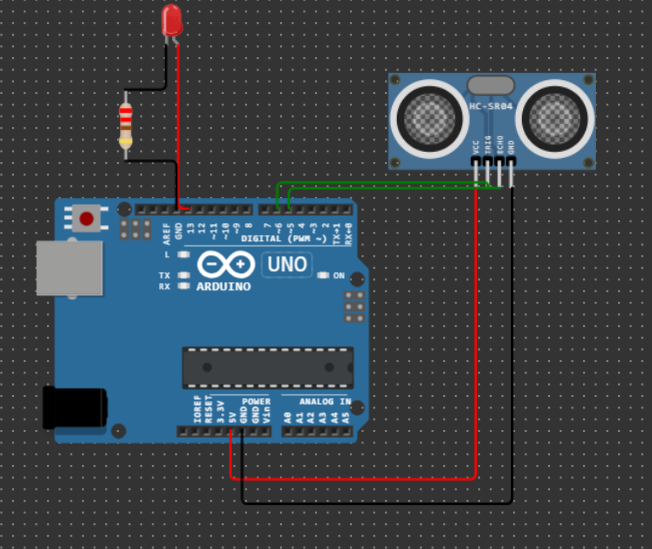 HC-SR04
VCC
TRIG
ECHO
GND
AREF
GND
13
12
~11
~10
~9
8
7
~6
~5
4
~3
2
TX→1
RX←0
DIGITAL (PWM ~)
L
TX
RX
UNO
ON
ARDUINO
POWER
ANALOG IN
IOREF
RESET
3.3V
5V
GND
GND
Vin
A0
A1
A2
A3
A4
A5